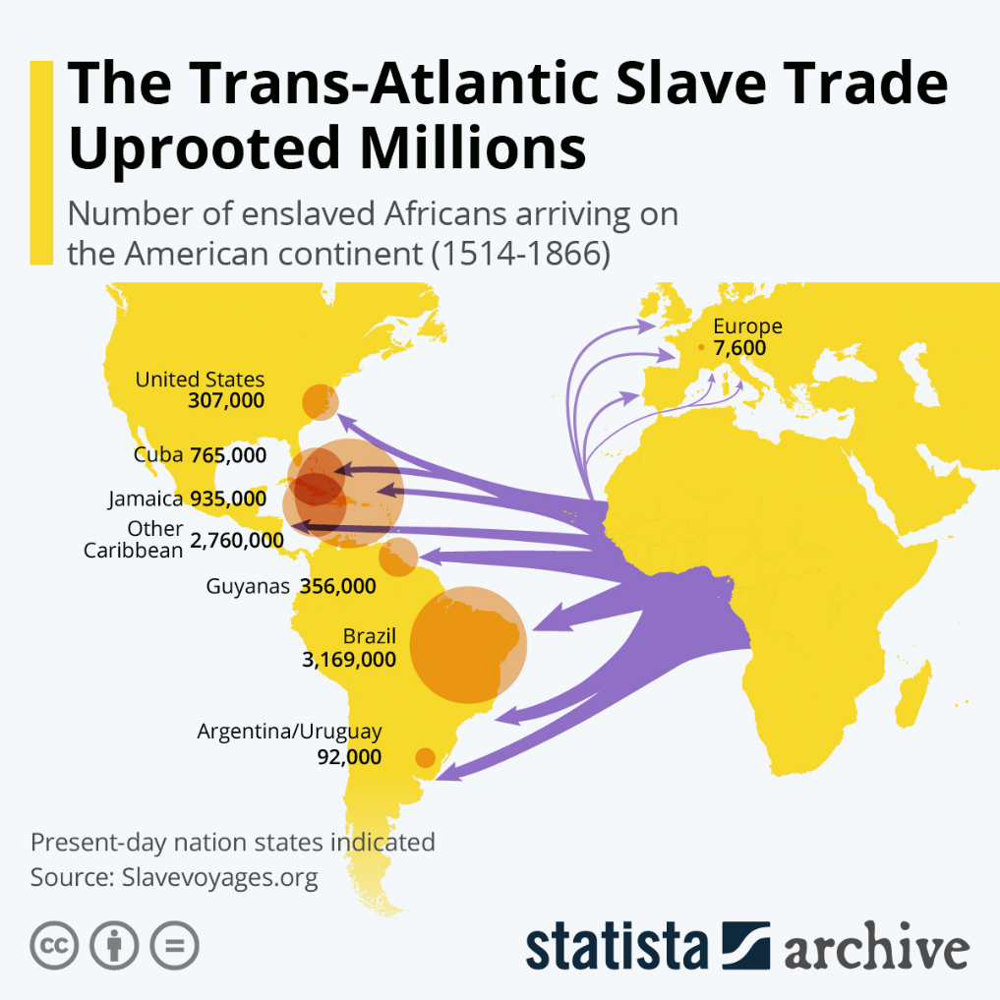 The Trans-Atlantic Slave Trade
Uprooted Millions
Number of enslaved Africans arriving on
the American continent (1514-1866)
Europe
7,600
United States
307,000
Cuba 765,000
Jamaica 935,000
Other
Caribbean 2,760,000
Guyanas 356,000
Brazil
3,169,000
Argentina/Uruguay
92,000
Present-day nation states indicated
Source: Slavevoyages.org
cc
statista archive